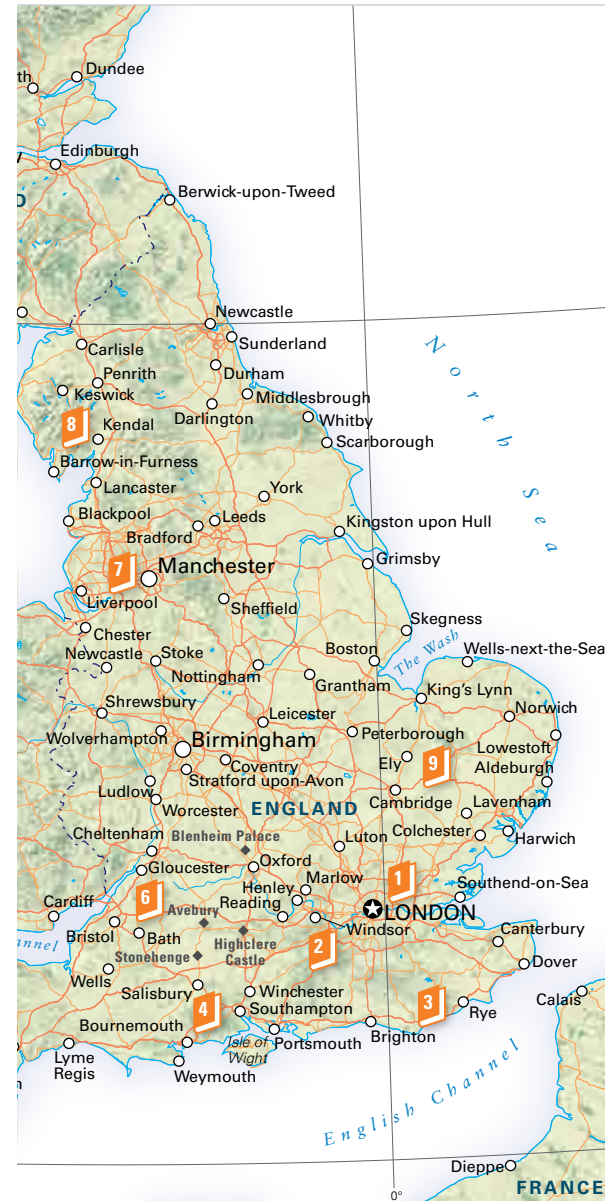 Dundee
th
Edinburgh
D
Berwick-upon-Tweed
Newcastle
Sunderland
Carlisle
Durham
Penrith
Keswick
Middlesbrough
Darlington
Whitby
8
Kendal
Scarborough
Barrow-in-Furness
Lancaster
York
Blackpool
Leeds
Bradford
Kingston upon Hull
North Sea
7
Manchester
Grimsby
Liverpool
Sheffield
Skegness
Chester
Newcastle
Stoke
Boston
The Wash
Wells-next-the-Sea
Nottingham
Grantham
King's Lynn
Shrewsbury
Leicester
Norwich
Wolverhampton
Birmingham
Peterborough
Lowestoft
Coventry
Ely
9
Aldeburgh
Stratford upon-Avon
Ludlow
Worcester
ENGLAND
Cambridge
Lavenham
Cheltenham
Blenheim Palace
Luton
Colchester
Harwich
Gloucester
Oxford
Marlow
1
Southend-on-Sea
Cardiff
6
Henley
Reading
Avebury
LONDON
Bristol
Bath
Highclere
Castle
2
Windsor
Canterbury
annel
Stonehenge
Dover
Wells
Salisbury
Winchester
3
Calais
4
Southampton
Rye
Bournemouth
Isle of
Wight
Portsmouth
Brighton
Lyme
Regis
Weymouth
English Channel
Dieppe
0°
FRANCE